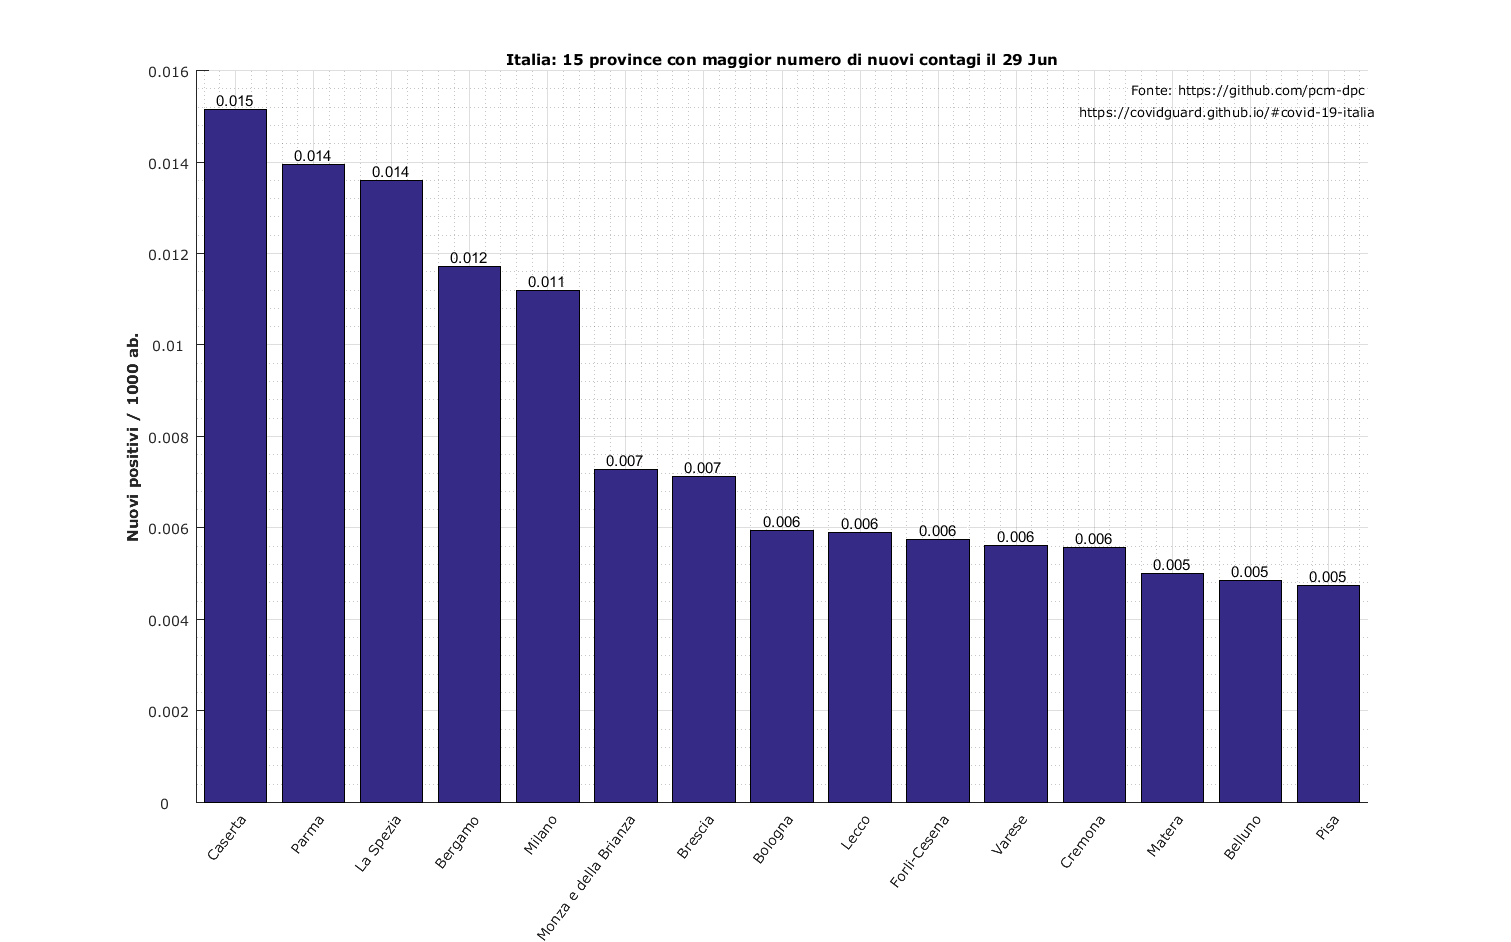 Italia: 15 province con maggior numero di nuovi contagi il 29 Jun
Fonte: https://github.com/pcm-dpc
https://covidguard.github.io/#covid-19-italia
Nuovi positivi / 1000 ab.
0.016
0.014
0.012
0.01
0.008
0.006
0.004
0.002
0
0.015
0.014
0.014
0.012
0.011
0.007
0.007
0.006
0.006
0.006
0.006
0.006
0.005
0.005
0.005
Caserta
Parma
La Spezia
Bergamo
Milano
Monza e della Brianza
Brescia
Bologna
Lecco
Forlì-Cesena
Varese
Cremona
Matera
Belluno
Pisa